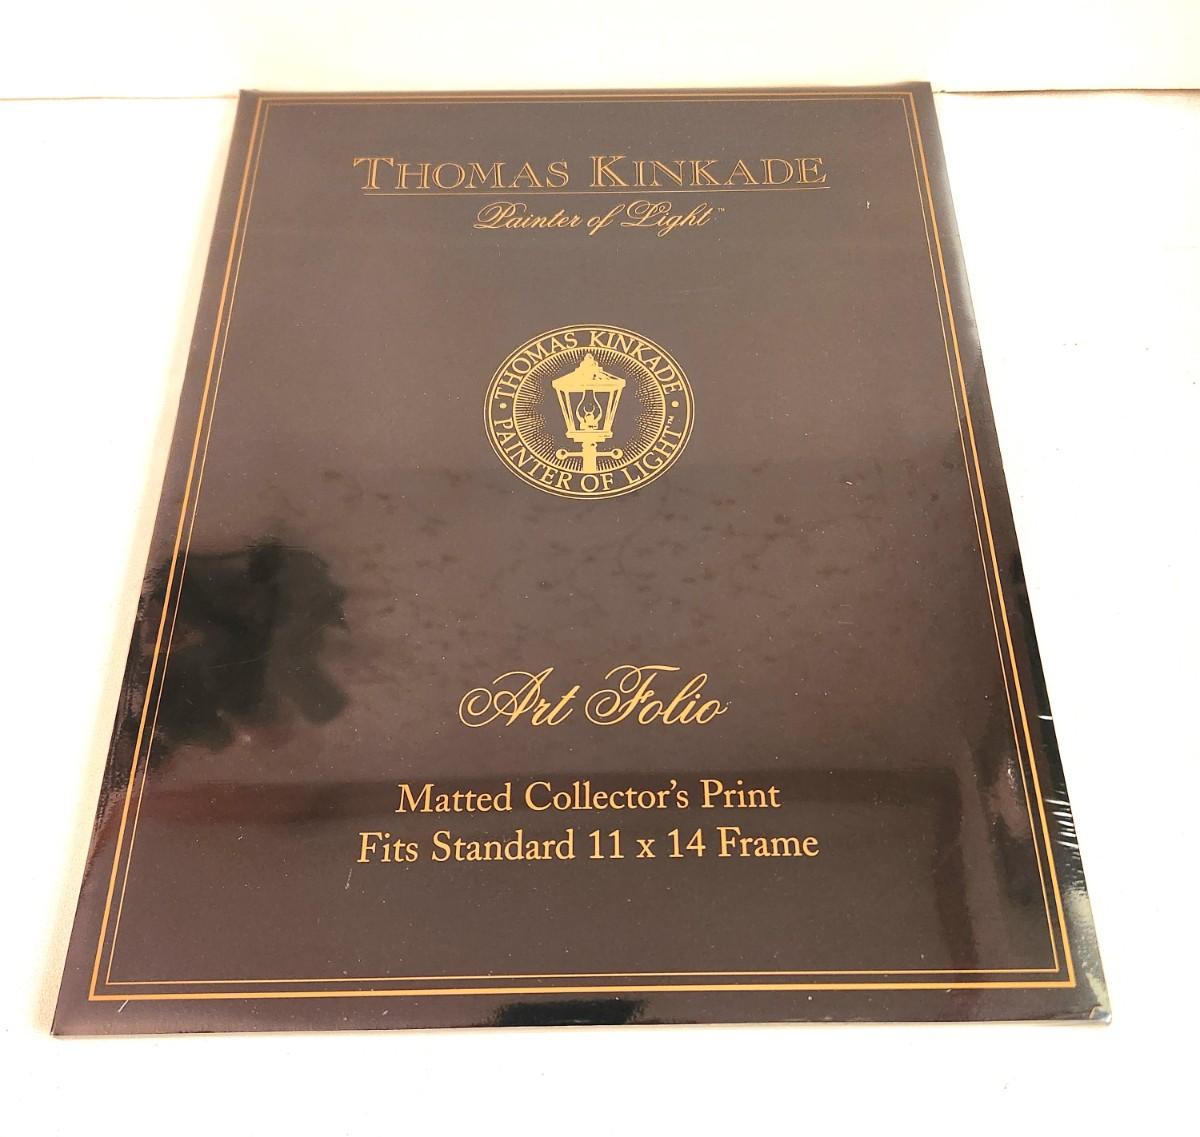 THOMAS KINKADE
Painter of Light™
THOMAS KINKADE
• PAINTER OF LIGHT™ •
Art Folio
Matted Collector's Print
Fits Standard 11 x 14 Frame